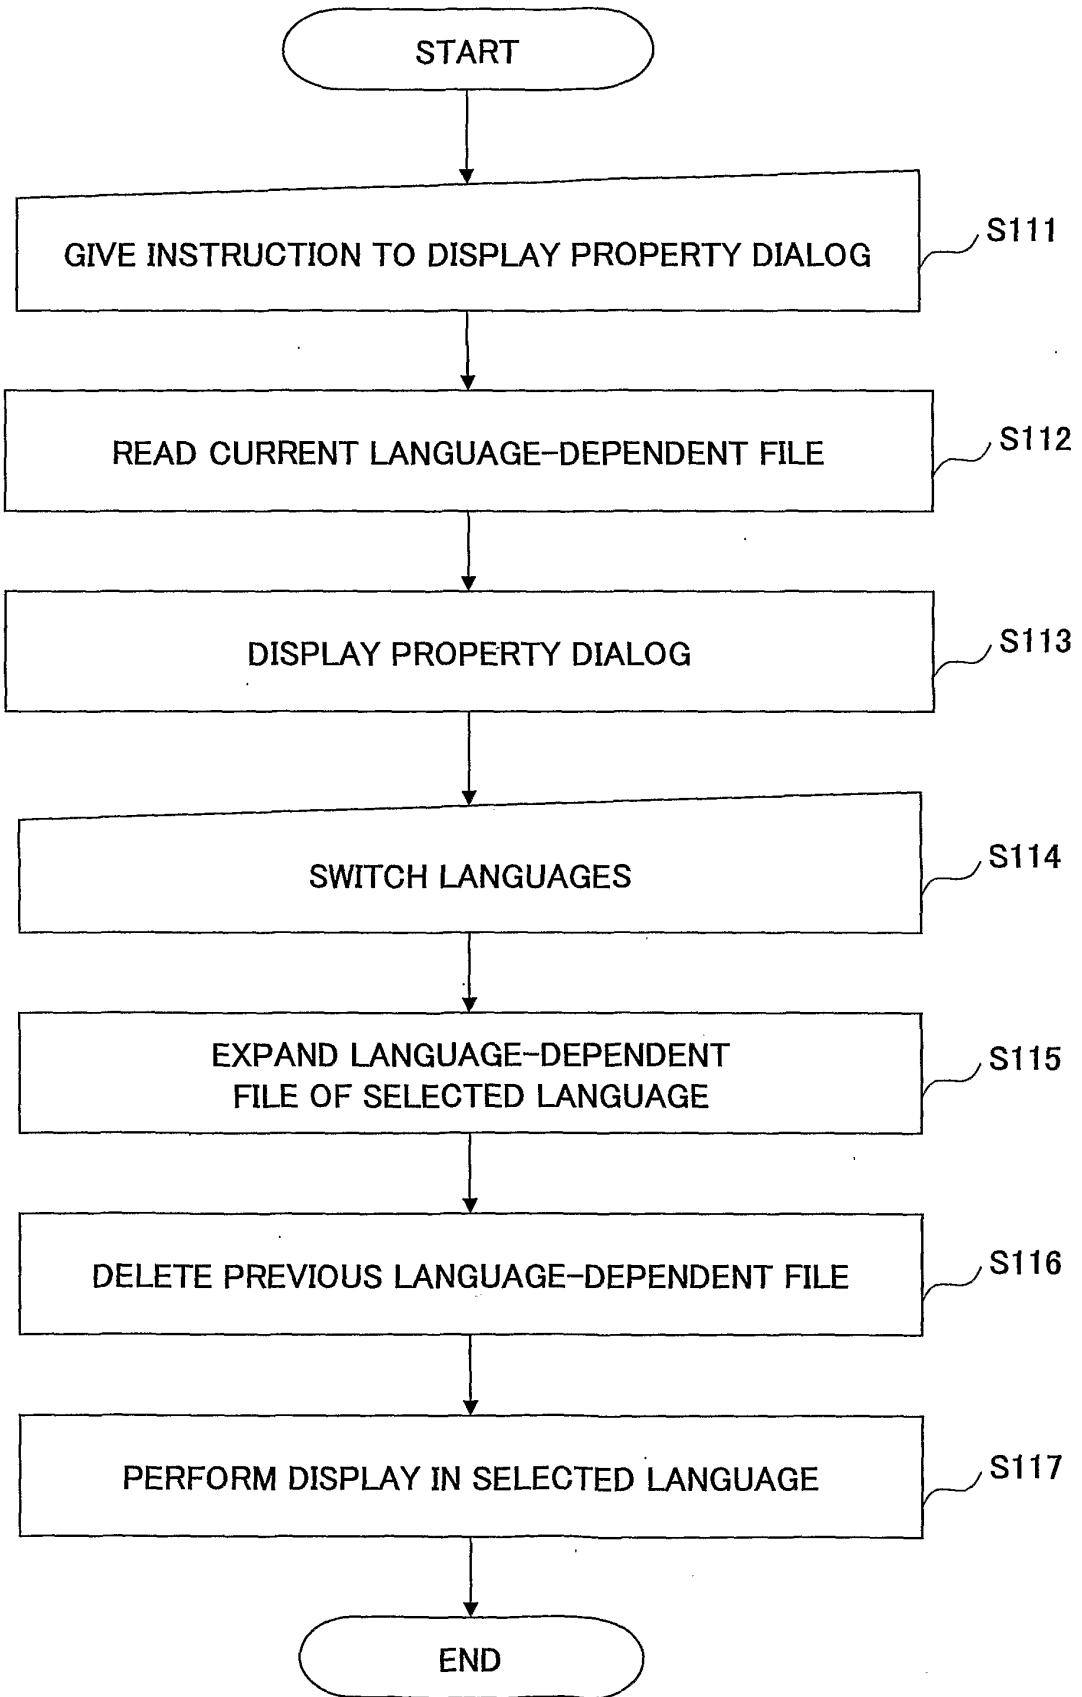 START
GIVE INSTRUCTION TO DISPLAY PROPERTY DIALOG
S111
READ CURRENT LANGUAGE-DEPENDENT FILE
S112
DISPLAY PROPERTY DIALOG
S113
SWITCH LANGUAGES
S114
EXPAND LANGUAGE-DEPENDENT
FILE OF SELECTED LANGUAGE
S115
DELETE PREVIOUS LANGUAGE-DEPENDENT FILE
S116
PERFORM DISPLAY IN SELECTED LANGUAGE
S117
END